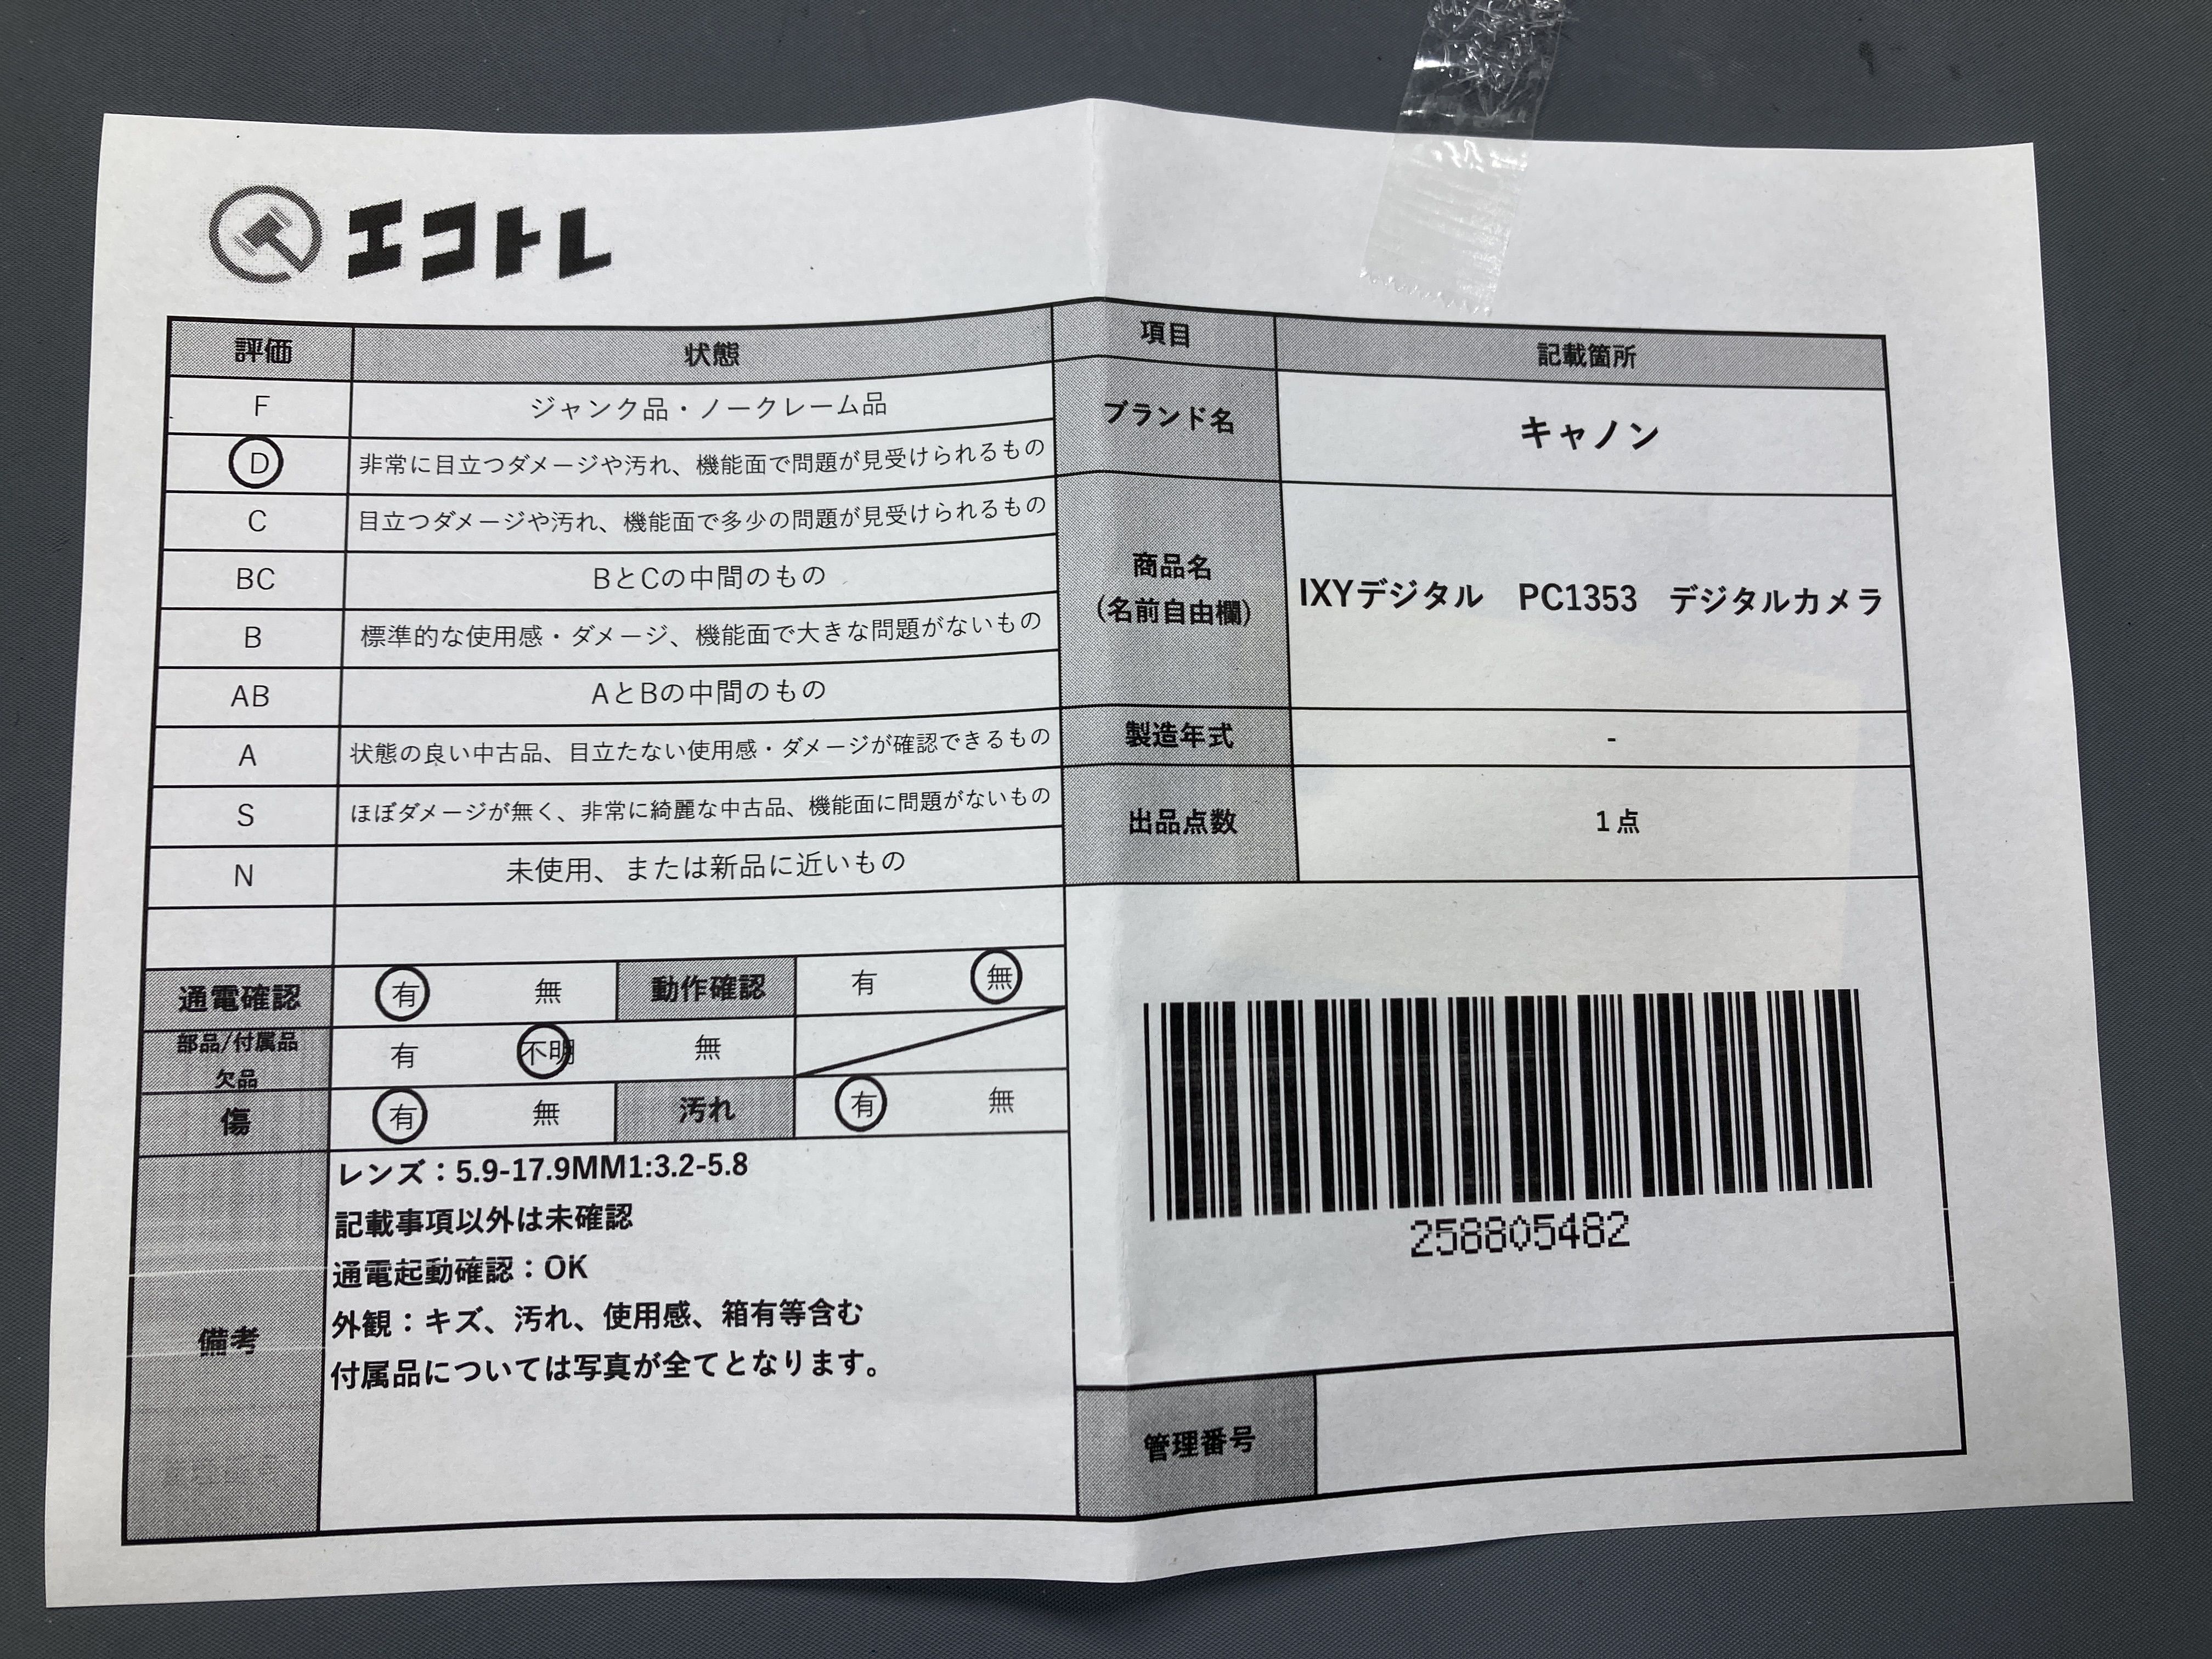 エコトレ
評価 状態
F ジャンク品・ノークレーム品
D 非常に目立つダメージや汚れ、機能面で問題が見受けられるもの
C 目立つダメージや汚れ、機能面で多少の問題が見受けられるもの
BC BとCの中間のもの
B 標準的な使用感・ダメージ、機能面で大きな問題がないもの
AB AとBの中間のもの
A 状態の良い中古品、目立たない使用感・ダメージが確認できるもの
S ほぼダメージが無く、非常に綺麗な中古品、機能面に問題がないもの
N 未使用、または新品に近いもの
通電確認 有 無 動作確認 有 無
部品/付属品
欠品 有 不明 無
傷 有 無 汚れ 有 無
備考
レンズ：5.9-17.9MM1:3.2-5.8
記載事項以外は未確認
通電起動確認：OK
外観：キズ、汚れ、使用感、箱有等含む
付属品については写真が全てとなります。
項目 記載箇所
ブランド名 キャノン
商品名
(名前自由欄) IXYデジタル PC1353 デジタルカメラ
製造年式 -
出品点数 1点
258805482
管理番号